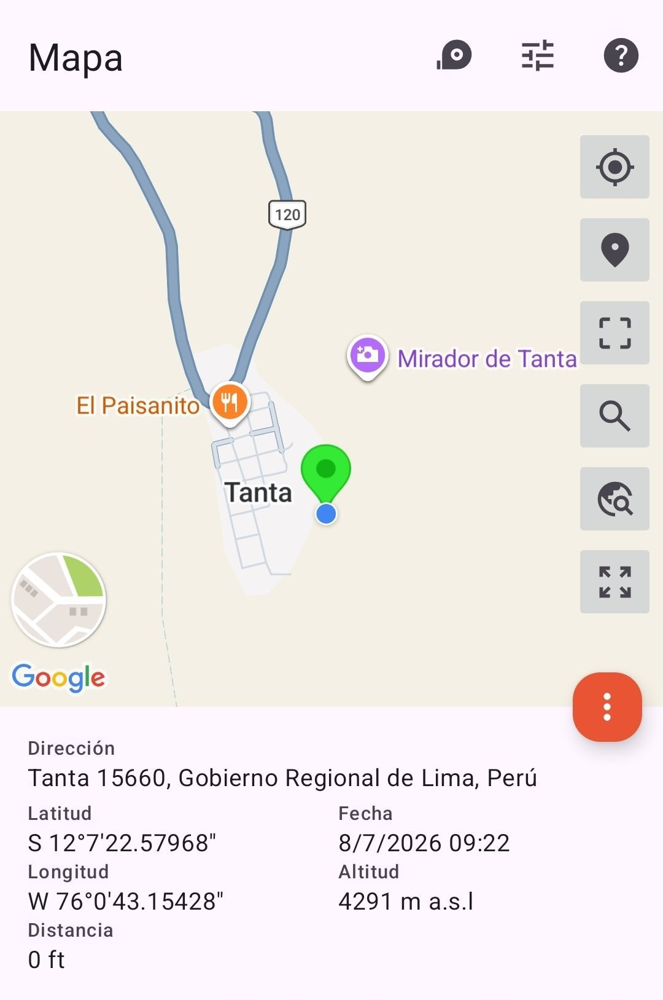 Mapa
120
Mirador de Tanta
El Paisanito
Tanta
Google
Dirección
Tanta 15660, Gobierno Regional de Lima, Perú
Latitud
Fecha
S 12°7'22.57968"
8/7/2026 09:22
Longitud
Altitud
W 76°0'43.15428"
4291 m a.s.l
Distancia
0 ft